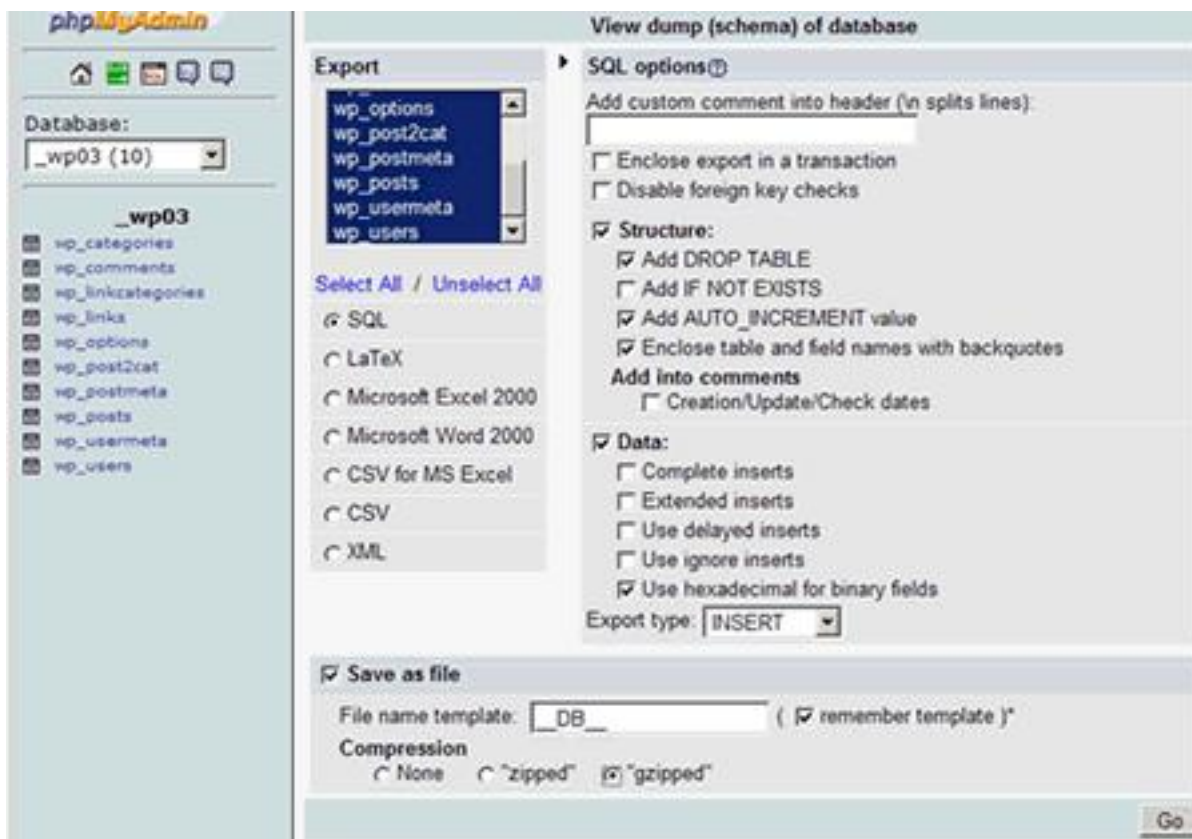 phpMyAdmin
Database:
_wp03 (10)
_wp03
wp_categories
wp_comments
wp_linkcategories
wp_links
wp_options
wp_post2cat
wp_postmeta
wp_posts
wp_usermeta
wp_users
View dump (schema) of database
Export
wp_options
wp_post2cat
wp_postmeta
wp_posts
wp_usermeta
wp_users
Select All / Unselect All
SQL
LaTeX
Microsoft Excel 2000
Microsoft Word 2000
CSV for MS Excel
CSV
XML
SQL options
Add custom comment into header (\n splits lines):
Enclose export in a transaction
Disable foreign key checks
Structure:
Add DROP TABLE
Add IF NOT EXISTS
Add AUTO_INCREMENT value
Enclose table and field names with backquotes
Add into comments
Creation/Update/Check dates
Data:
Complete inserts
Extended inserts
Use delayed inserts
Use ignore inserts
Use hexadecimal for binary fields
Export type: INSERT
Save as file
File name template: __DB__ ( remember template )*
Compression
None "zipped" "gzipped"
Go